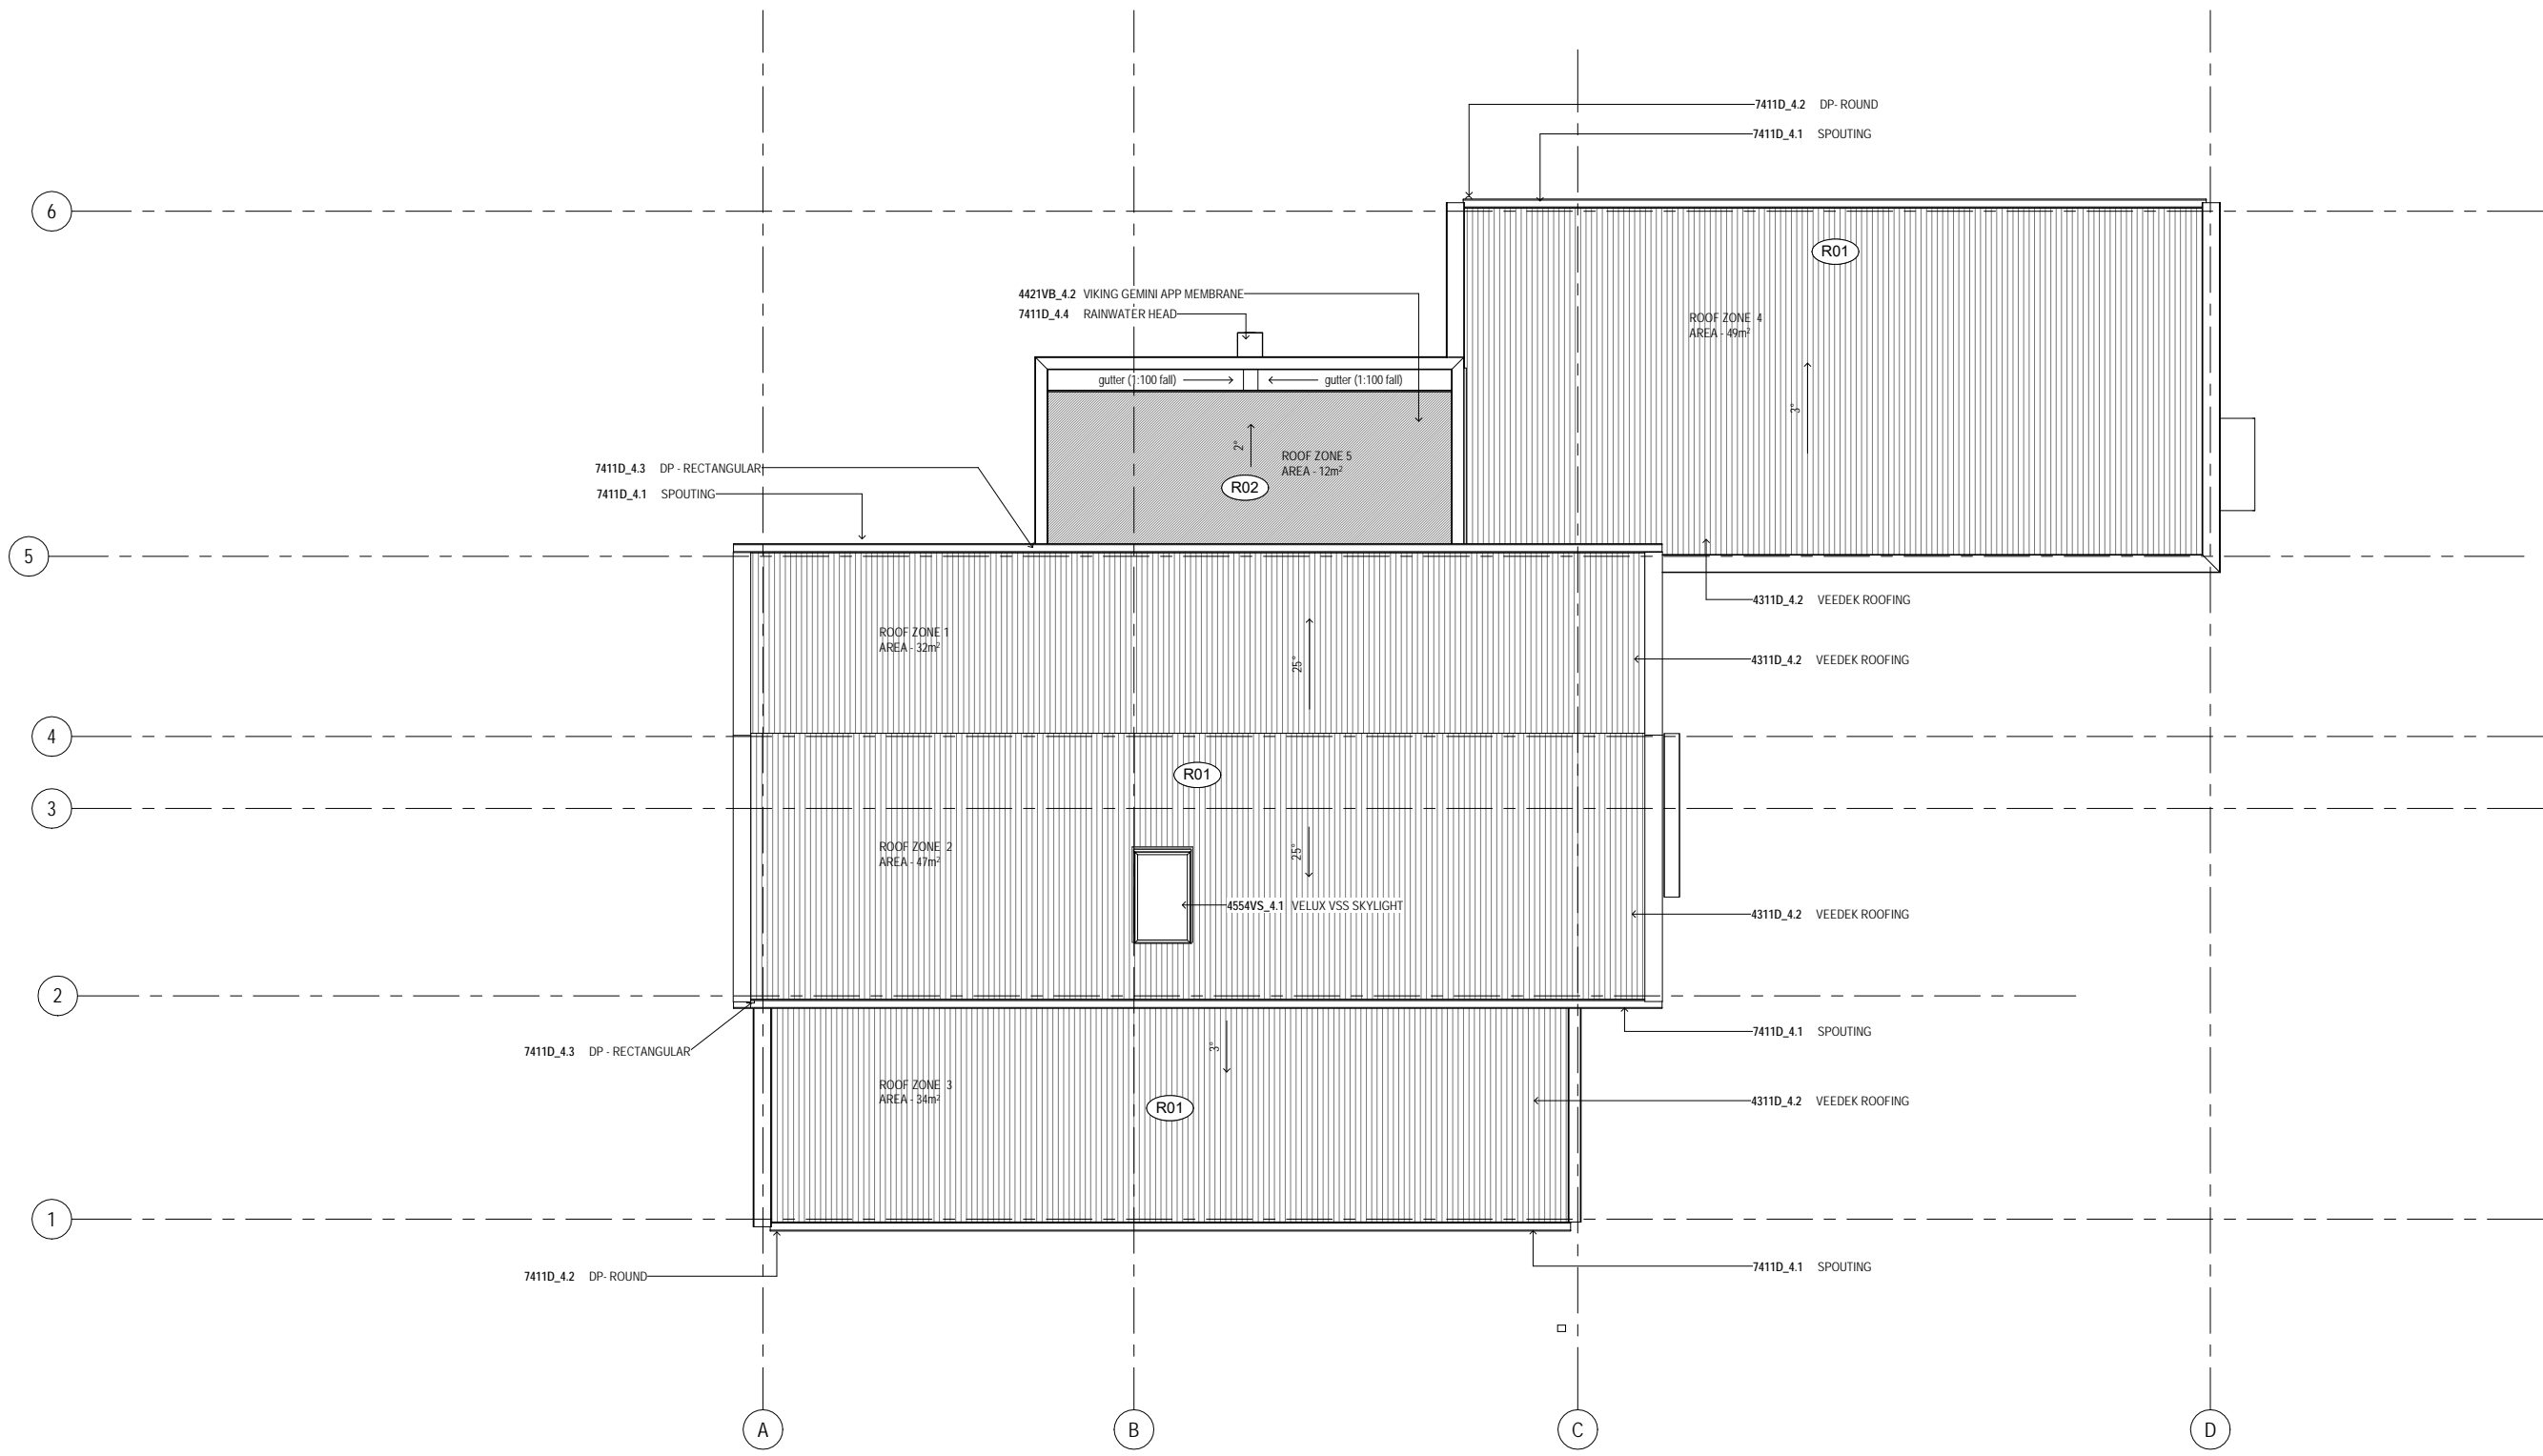 7411D_4.2 DP- ROUND
7411D_4.1 SPOUTING
6
R01
4421VB_4.2 VIKING GEMINI APP MEMBRANE
7411D_4.4 RAINWATER HEAD
ROOF ZONE 4
AREA - 49m²
gutter (1:100 fall)
gutter (1:100 fall)
3°
2°
ROOF ZONE 5
AREA - 12m²
7411D_4.3 DP - RECTANGULAR
7411D_4.1 SPOUTING
R02
5
4311D_4.2 VEEDEK ROOFING
ROOF ZONE 1
AREA - 32m²
25°
4311D_4.2 VEEDEK ROOFING
4
R01
3
ROOF ZONE 2
AREA - 47m²
25°
4554VS_4.1 VELUX VSS SKYLIGHT
4311D_4.2 VEEDEK ROOFING
2
7411D_4.1 SPOUTING
7411D_4.3 DP - RECTANGULAR
3°
ROOF ZONE 3
AREA - 34m²
R01
4311D_4.2 VEEDEK ROOFING
1
7411D_4.2 DP- ROUND
7411D_4.1 SPOUTING
A
B
C
D